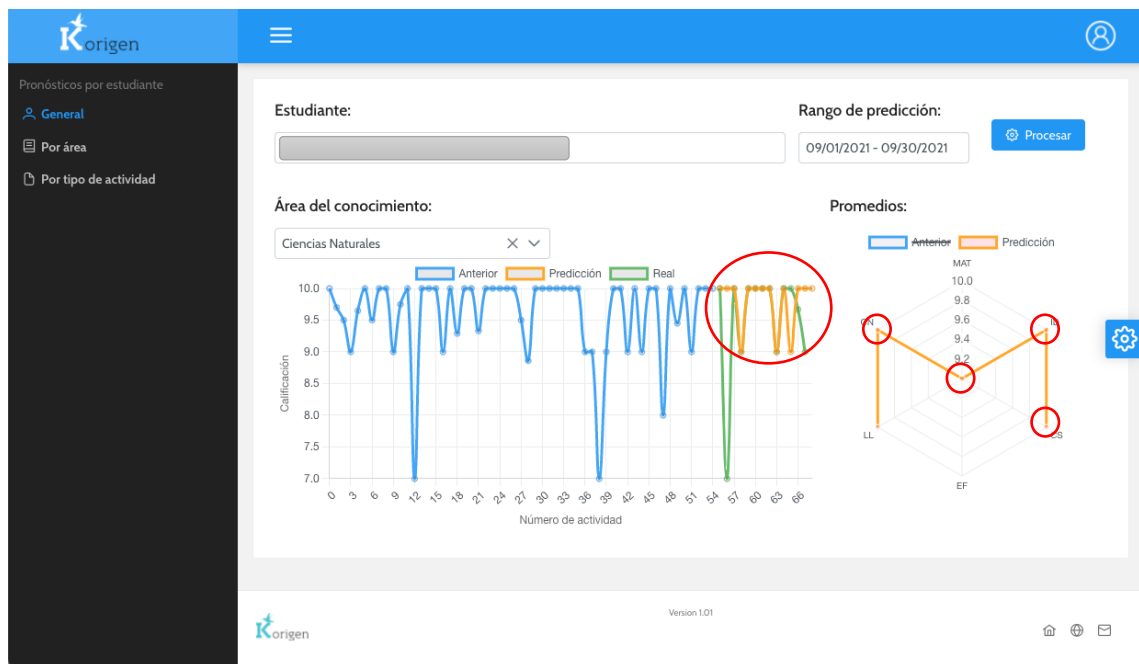 Korigen
Pronósticos por estudiante
General
Por área
Por tipo de actividad
Estudiante:
Rango de predicción:
09/01/2021 - 09/30/2021
Procesar
Área del conocimiento:
Ciencias Naturales
Promedios:
Anterior Predicción Real
Anterior Predicción
10.0
9.5
9.0
8.5
8.0
7.5
7.0
Calificación
0 3 6 9 12 15 18 21 24 27 30 33 36 39 42 45 48 51 54 57 60 63 66
Número de actividad
MAT
10.0
9.8
9.6
9.4
9.2
CN
CS
LL
EF
Korigen
Version 1.01